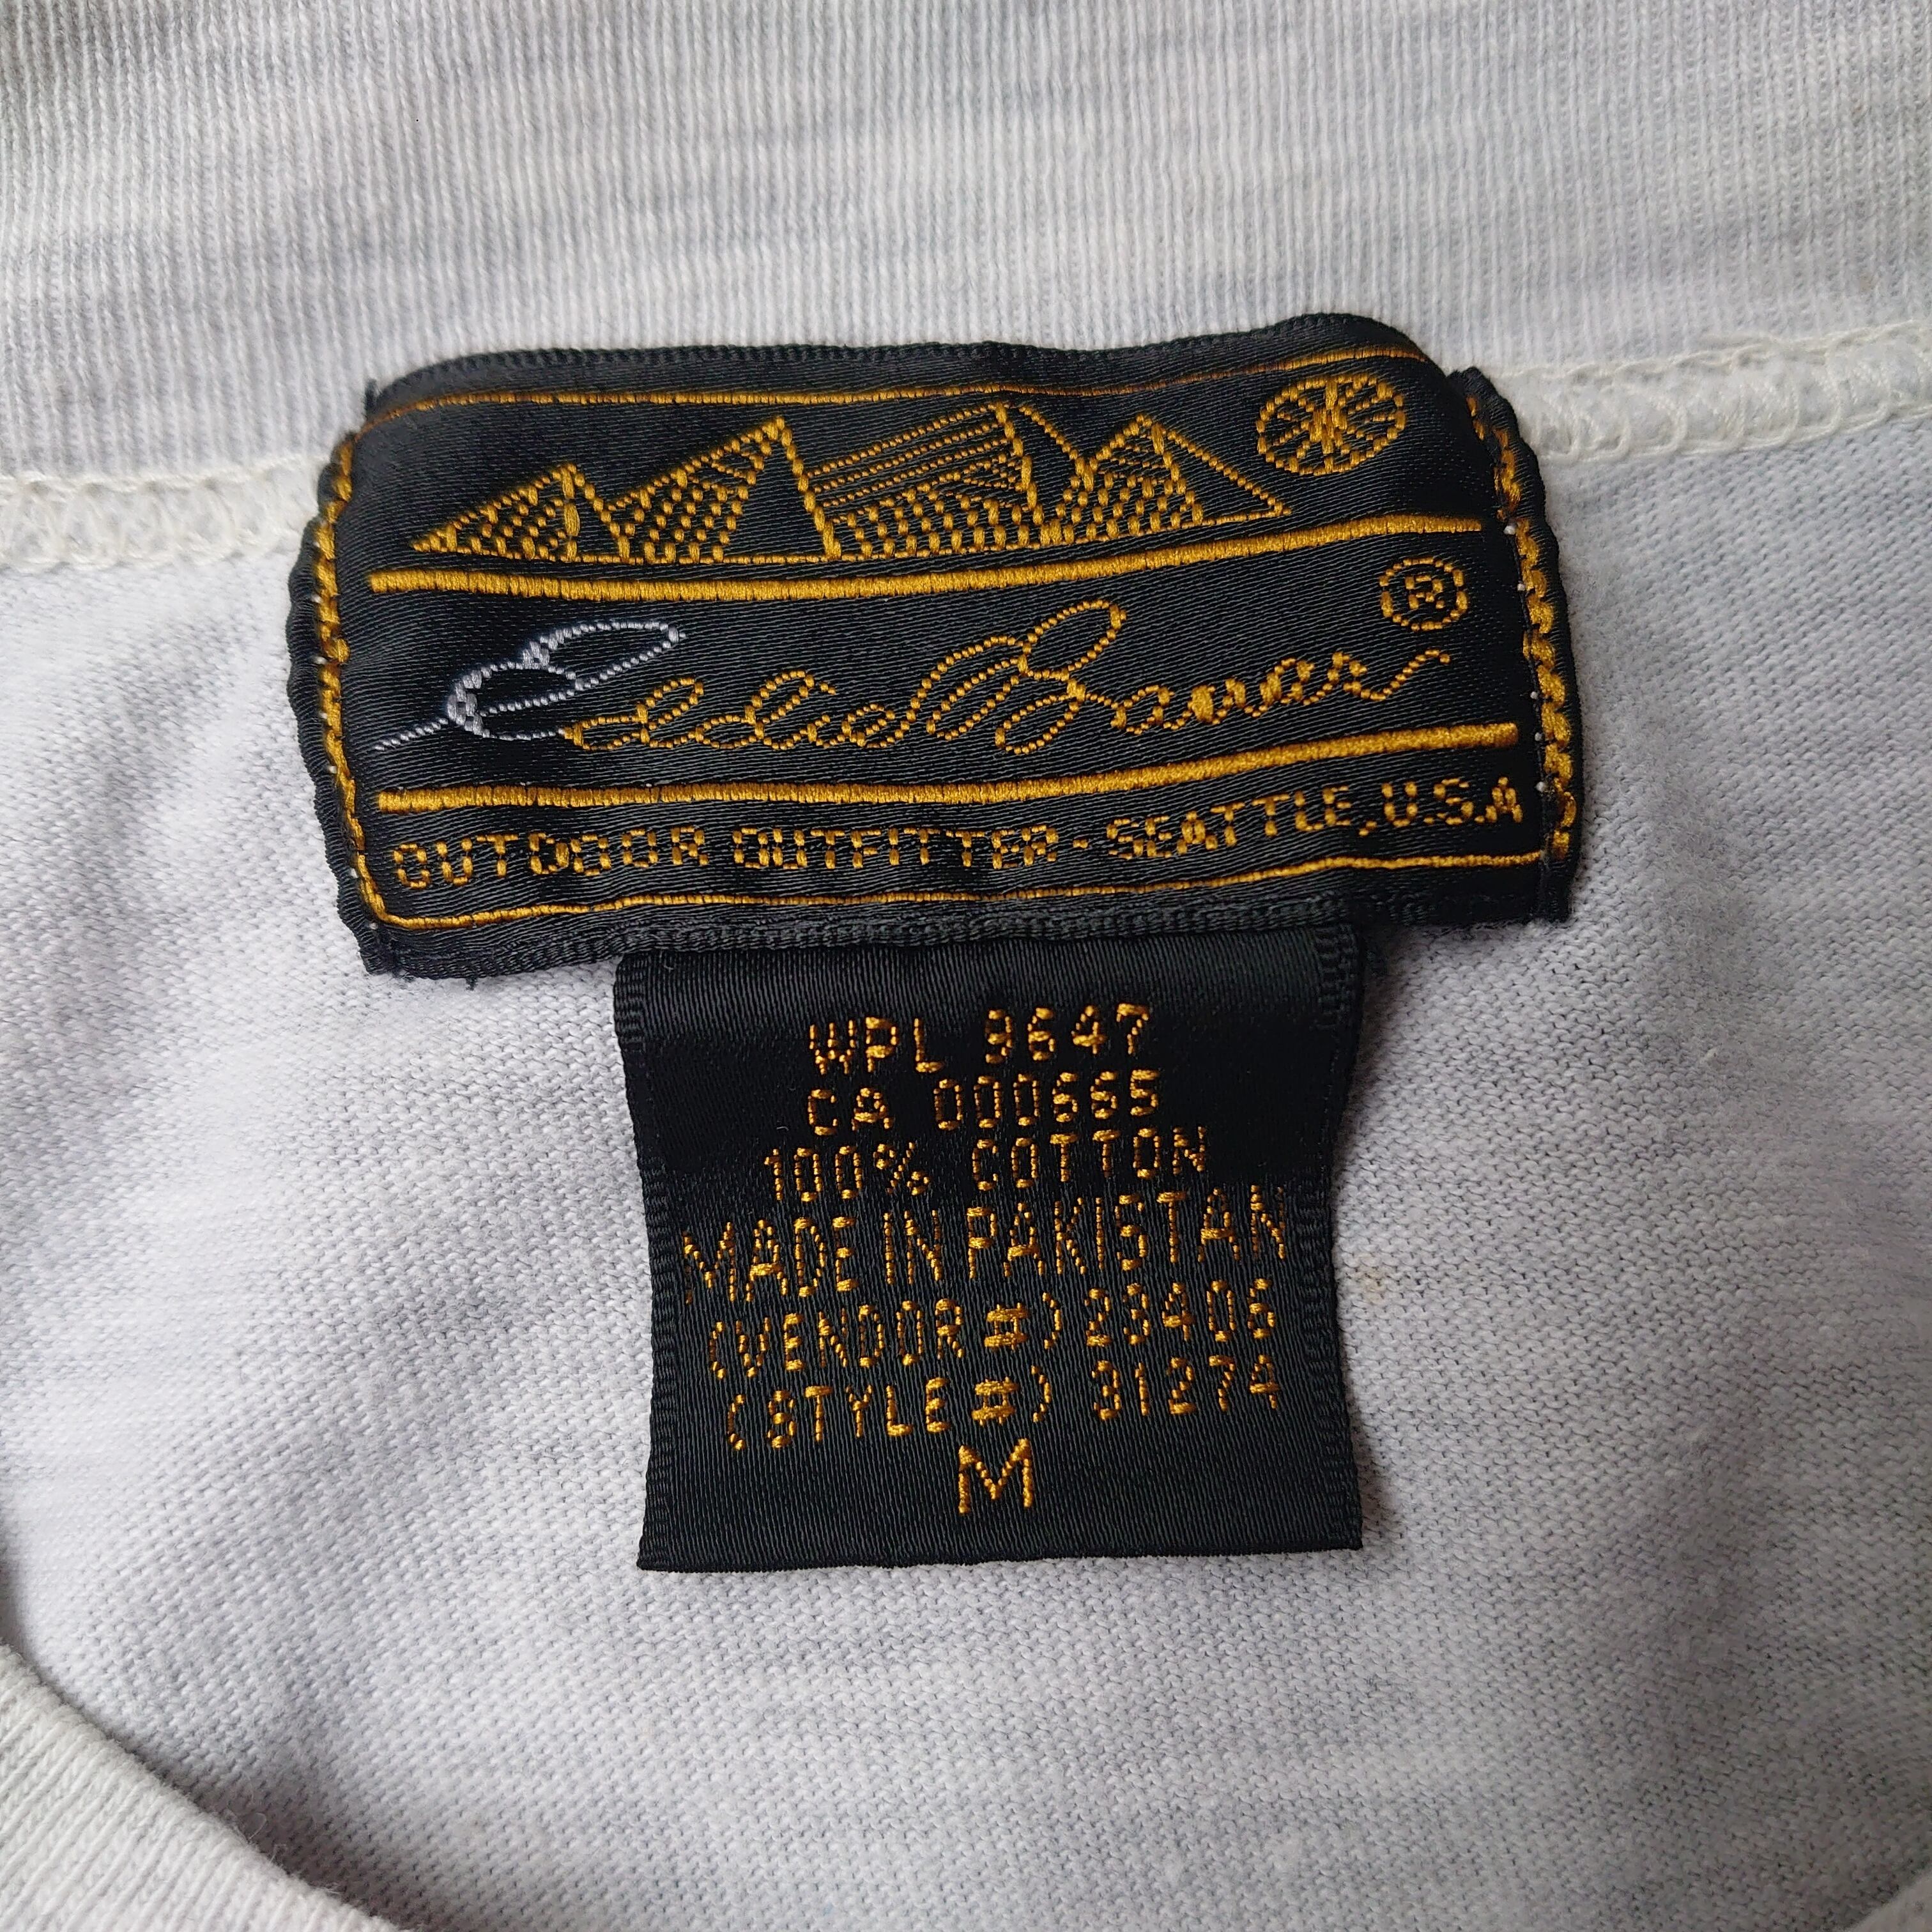 ®
Eddie Bauer
OUTDOOR OUTFITTER-SEATTLE,U.S.A
WPL 9647
CA 000665
100% COTTON
MADE IN PAKISTAN
(VENDOR #) 23406
(STYLE #) 31274
M